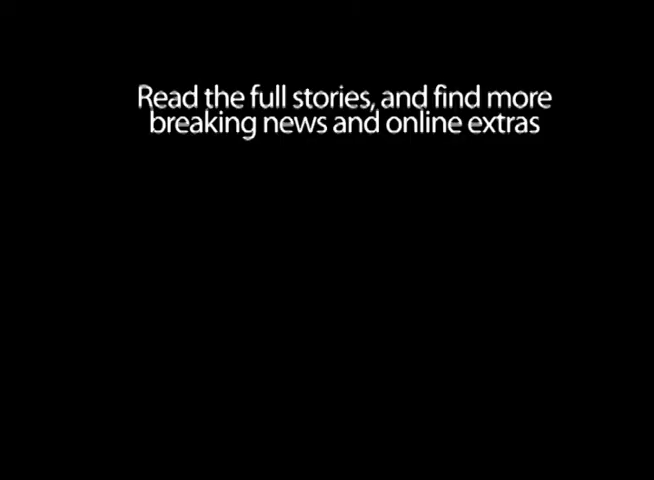 Read the full stories, and find more
breaking news and online extras